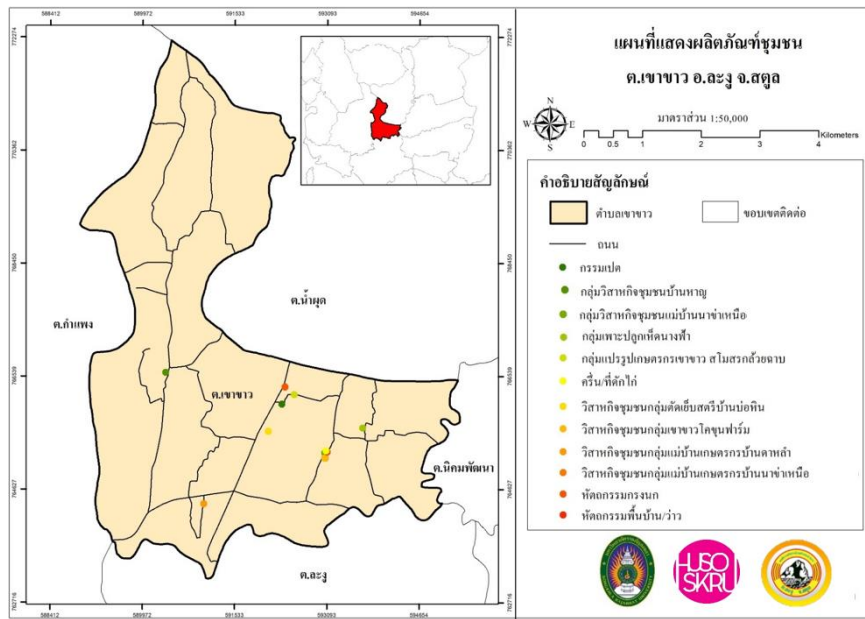 588412 589972 591533 593093 594654
772274
770362
768450
766539
764627
762716
ต.กำแพง
ต.น้ำผุด
ต.เขาขาว
ต.นิคมพัฒนา
ต.ละงู
772274
770362
768450
766539
764627
762716
588412 589972 591533 593093 594654
แผนที่แสดงผลิตภัณฑ์ชุมชน
ต.เขาขาว อ.ละงู จ.สตูล
N
W E
S
มาตราส่วน 1:50,000
0 0.5 1 2 3 4 Kilometers
คำอธิบายสัญลักษณ์
ตำบลเขาขาว ขอบเขตติดต่อ
ถนน
กรรมเปต
กลุ่มวิสาหกิจชุมชนบ้านหาญ
กลุ่มวิสาหกิจชุมชนแม่บ้านนาข่าเหนือ
กลุ่มเพาะปลูกเห็ดนางฟ้า
กลุ่มแปรรูปเกษตรกรเขาขาว สโมสรกล้วยฉาบ
ครื่น/ที่ดักไก่
วิสาหกิจชุมชนกลุ่มตัดเย็บสตรีบ้านบ่อหิน
วิสาหกิจชุมชนกลุ่มเขาขาวโคขุนฟาร์ม
วิสาหกิจชุมชนกลุ่มแม่บ้านเกษตรกรบ้านดาหลำ
วิสาหกิจชุมชนกลุ่มแม่บ้านเกษตรกรบ้านนาข่าเหนือ
หัตถกรรมกรงนก
หัตถกรรมพื้นบ้าน/ว่าว
HUSO
SKRU